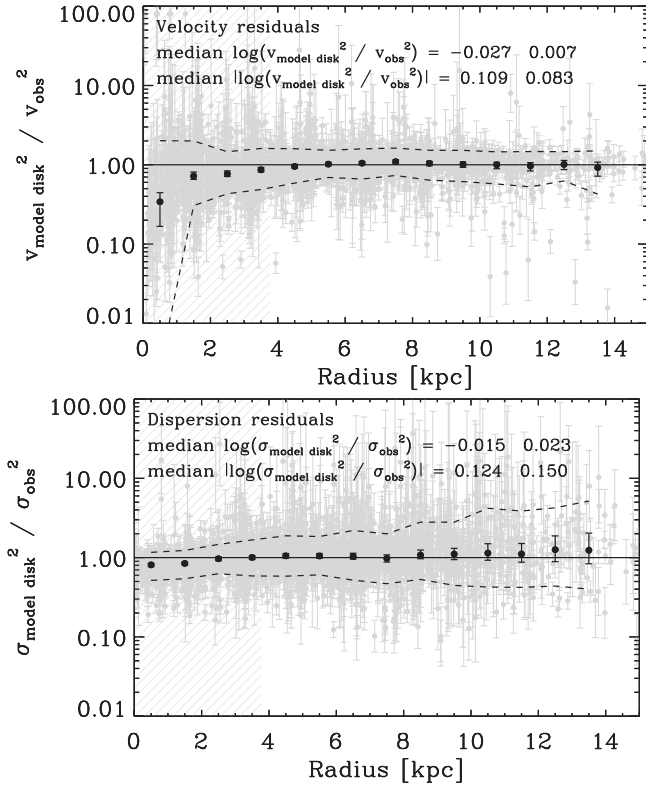 Velocity residuals
median log(v_model disk^2 / v_obs^2) = −0.027 0.007
median |log(v_model disk^2 / v_obs^2)| = 0.109 0.083
v_model disk^2 / v_obs^2
100.00
10.00
1.00
0.10
0.01
0 2 4 6 8 10 12 14
Radius [kpc]
Dispersion residuals
median log(σ_model disk^2 / σ_obs^2) = −0.015 0.023
median |log(σ_model disk^2 / σ_obs^2)| = 0.124 0.150
σ_model disk^2 / σ_obs^2
100.00
10.00
1.00
0.10
0.01
0 2 4 6 8 10 12 14
Radius [kpc]